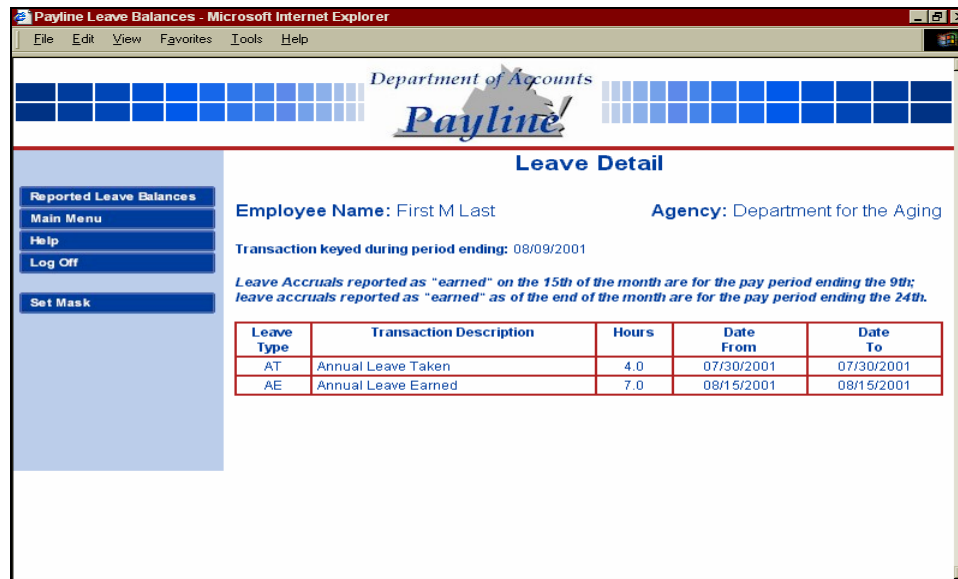 Payline Leave Balances - Microsoft Internet Explorer
File Edit View Favorites Tools Help
Department of Accounts
Payline
Leave Detail
Reported Leave Balances
Main Menu
Help
Log Off
Set Mask
Employee Name: First M Last Agency: Department for the Aging
Transaction keyed during period ending: 08/09/2001
Leave Accruals reported as "earned" on the 15th of the month are for the pay period ending the 9th;
leave accruals reported as "earned" as of the end of the month are for the pay period ending the 24th.
Leave Type Transaction Description Hours Date From Date To
AT Annual Leave Taken 4.0 07/30/2001 07/30/2001
AE Annual Leave Earned 7.0 08/15/2001 08/15/2001